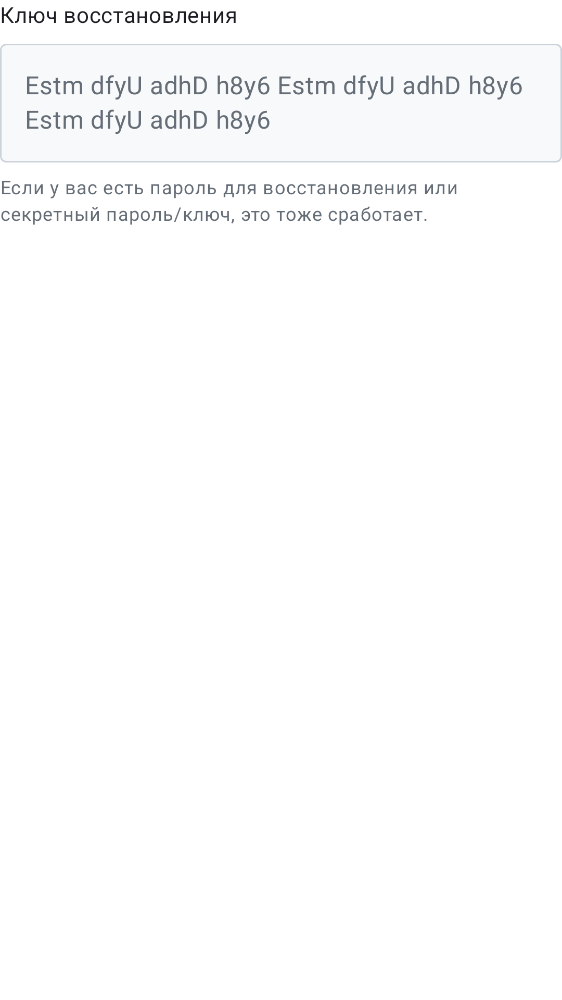 Ключ восстановления
Estm dfyU adhD h8y6 Estm dfyU adhD h8y6
Estm dfyU adhD h8y6
Если у вас есть пароль для восстановления или
секретный пароль/ключ, это тоже сработает.